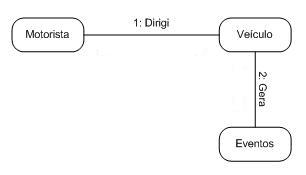 1: Dirigi
Motorista
Veículo
2: Gera
Eventos